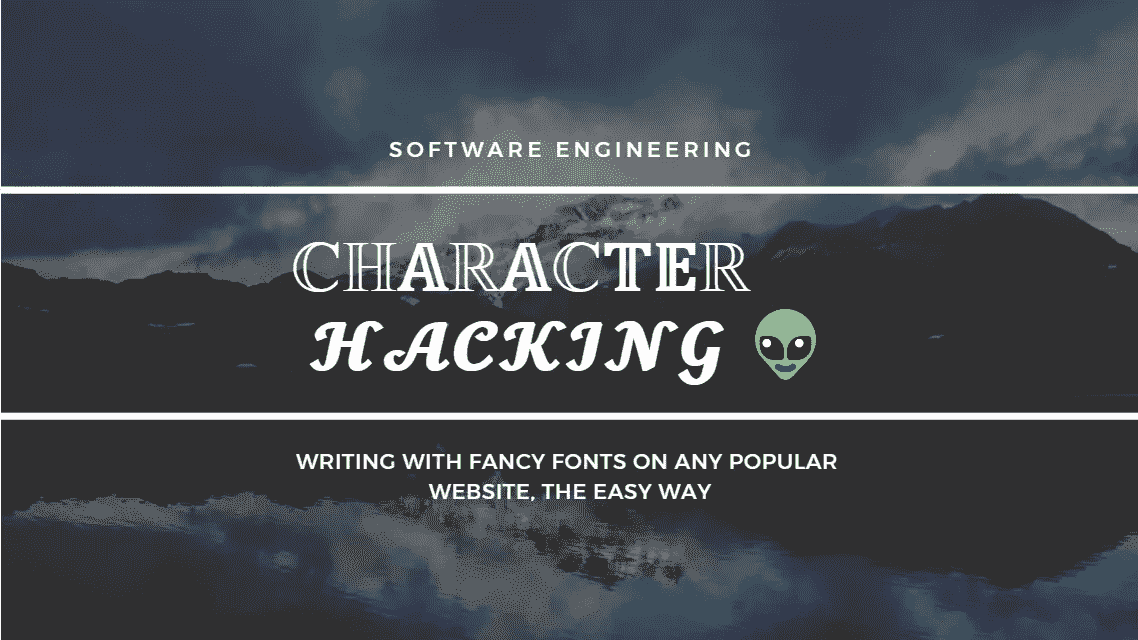 SOFTWARE ENGINEERING
CHARACTER
HACKING 👽
WRITING WITH FANCY FONTS ON ANY POPULAR
WEBSITE, THE EASY WAY